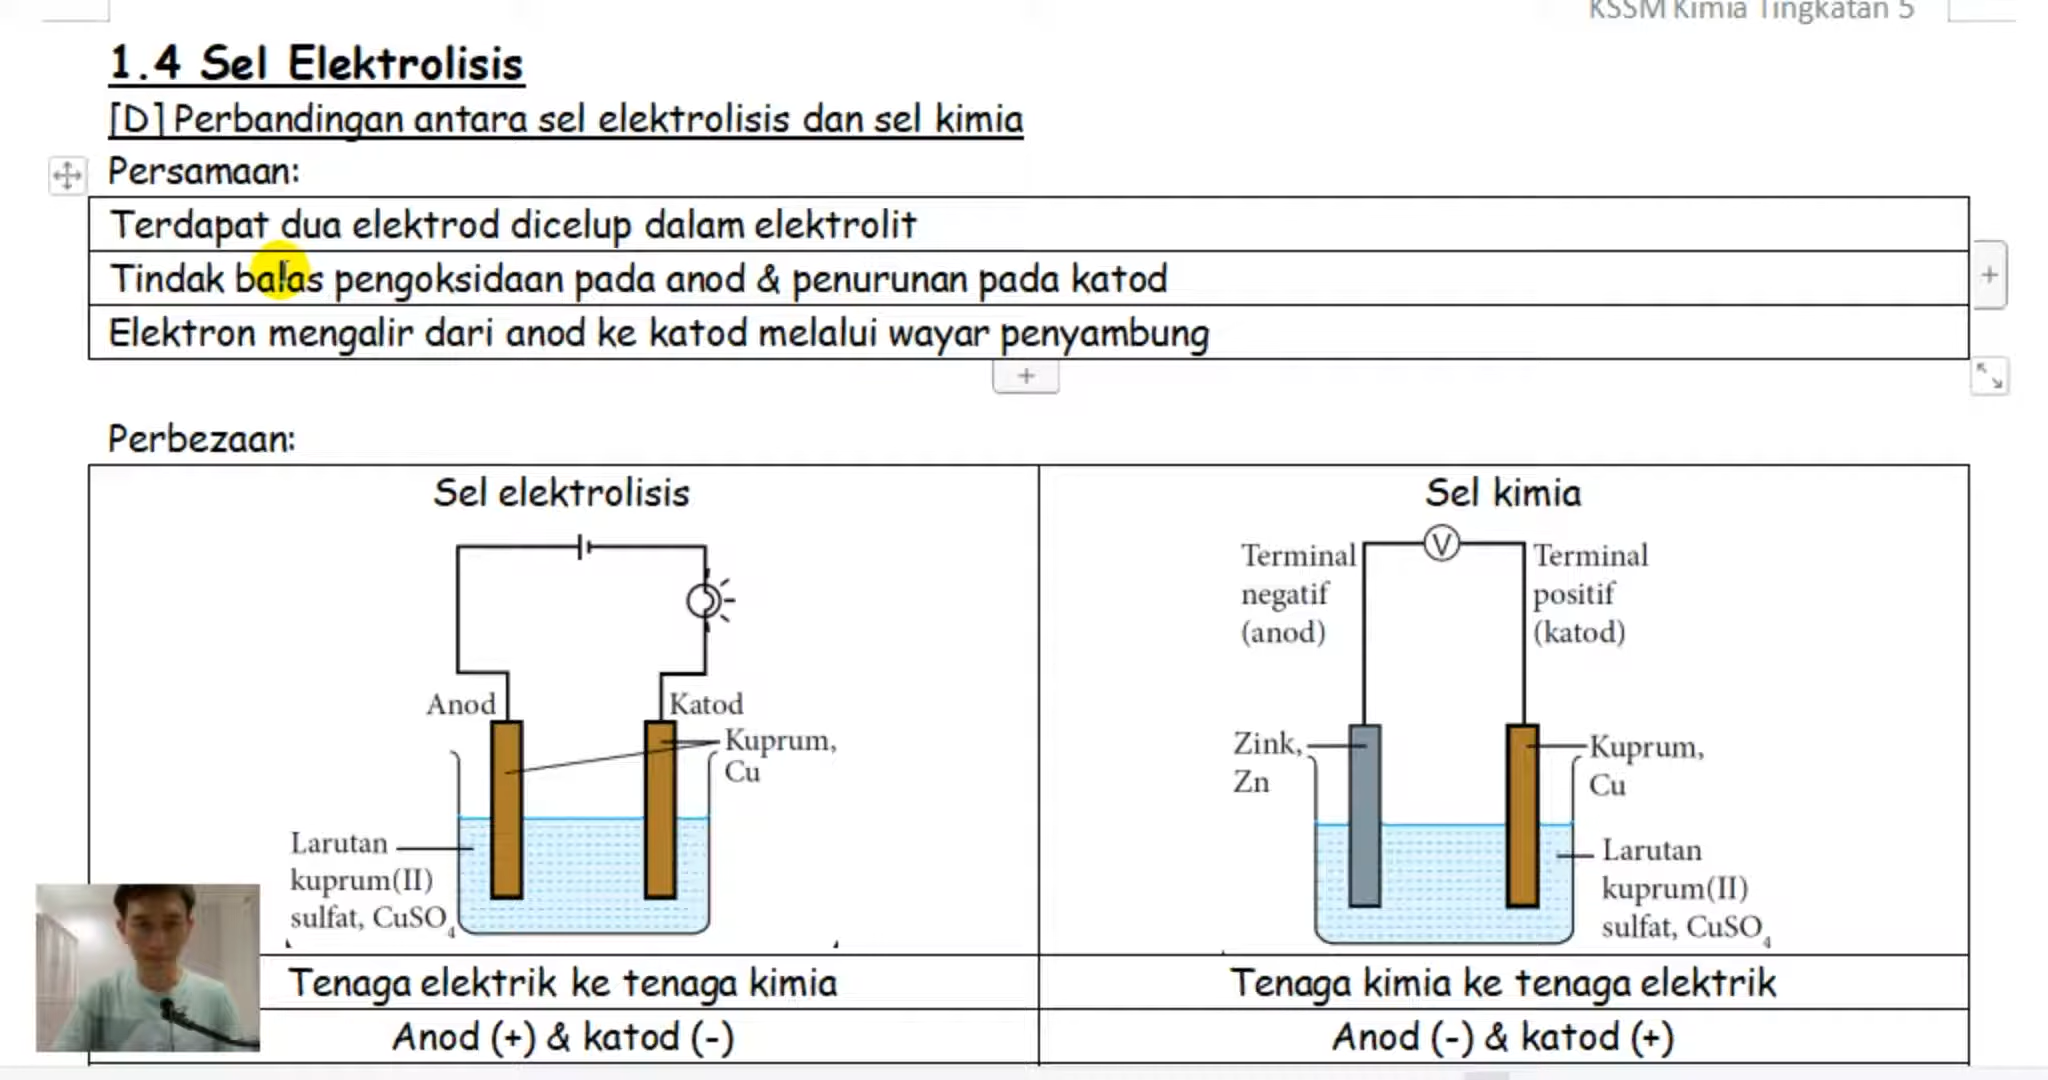 KSSM Kimia Tingkatan 5
1.4 Sel Elektrolisis
[D] Perbandingan antara sel elektrolisis dan sel kimia
Persamaan:
Terdapat dua elektrod dicelup dalam elektrolit
Tindak balas pengoksidaan pada anod & penurunan pada katod
Elektron mengalir dari anod ke katod melalui wayar penyambung
Perbezaan:
Sel elektrolisis
Anod
Katod
Kuprum,
Cu
Larutan
kuprum(II)
sulfat, CuSO₄
Sel kimia
Terminal
negatif
(anod)
V
Terminal
positif
(katod)
Zink,
Zn
Kuprum,
Cu
Larutan
kuprum(II)
sulfat, CuSO₄
Tenaga elektrik ke tenaga kimia
Tenaga kimia ke tenaga elektrik
Anod (+) & katod (-)
Anod (-) & katod (+)